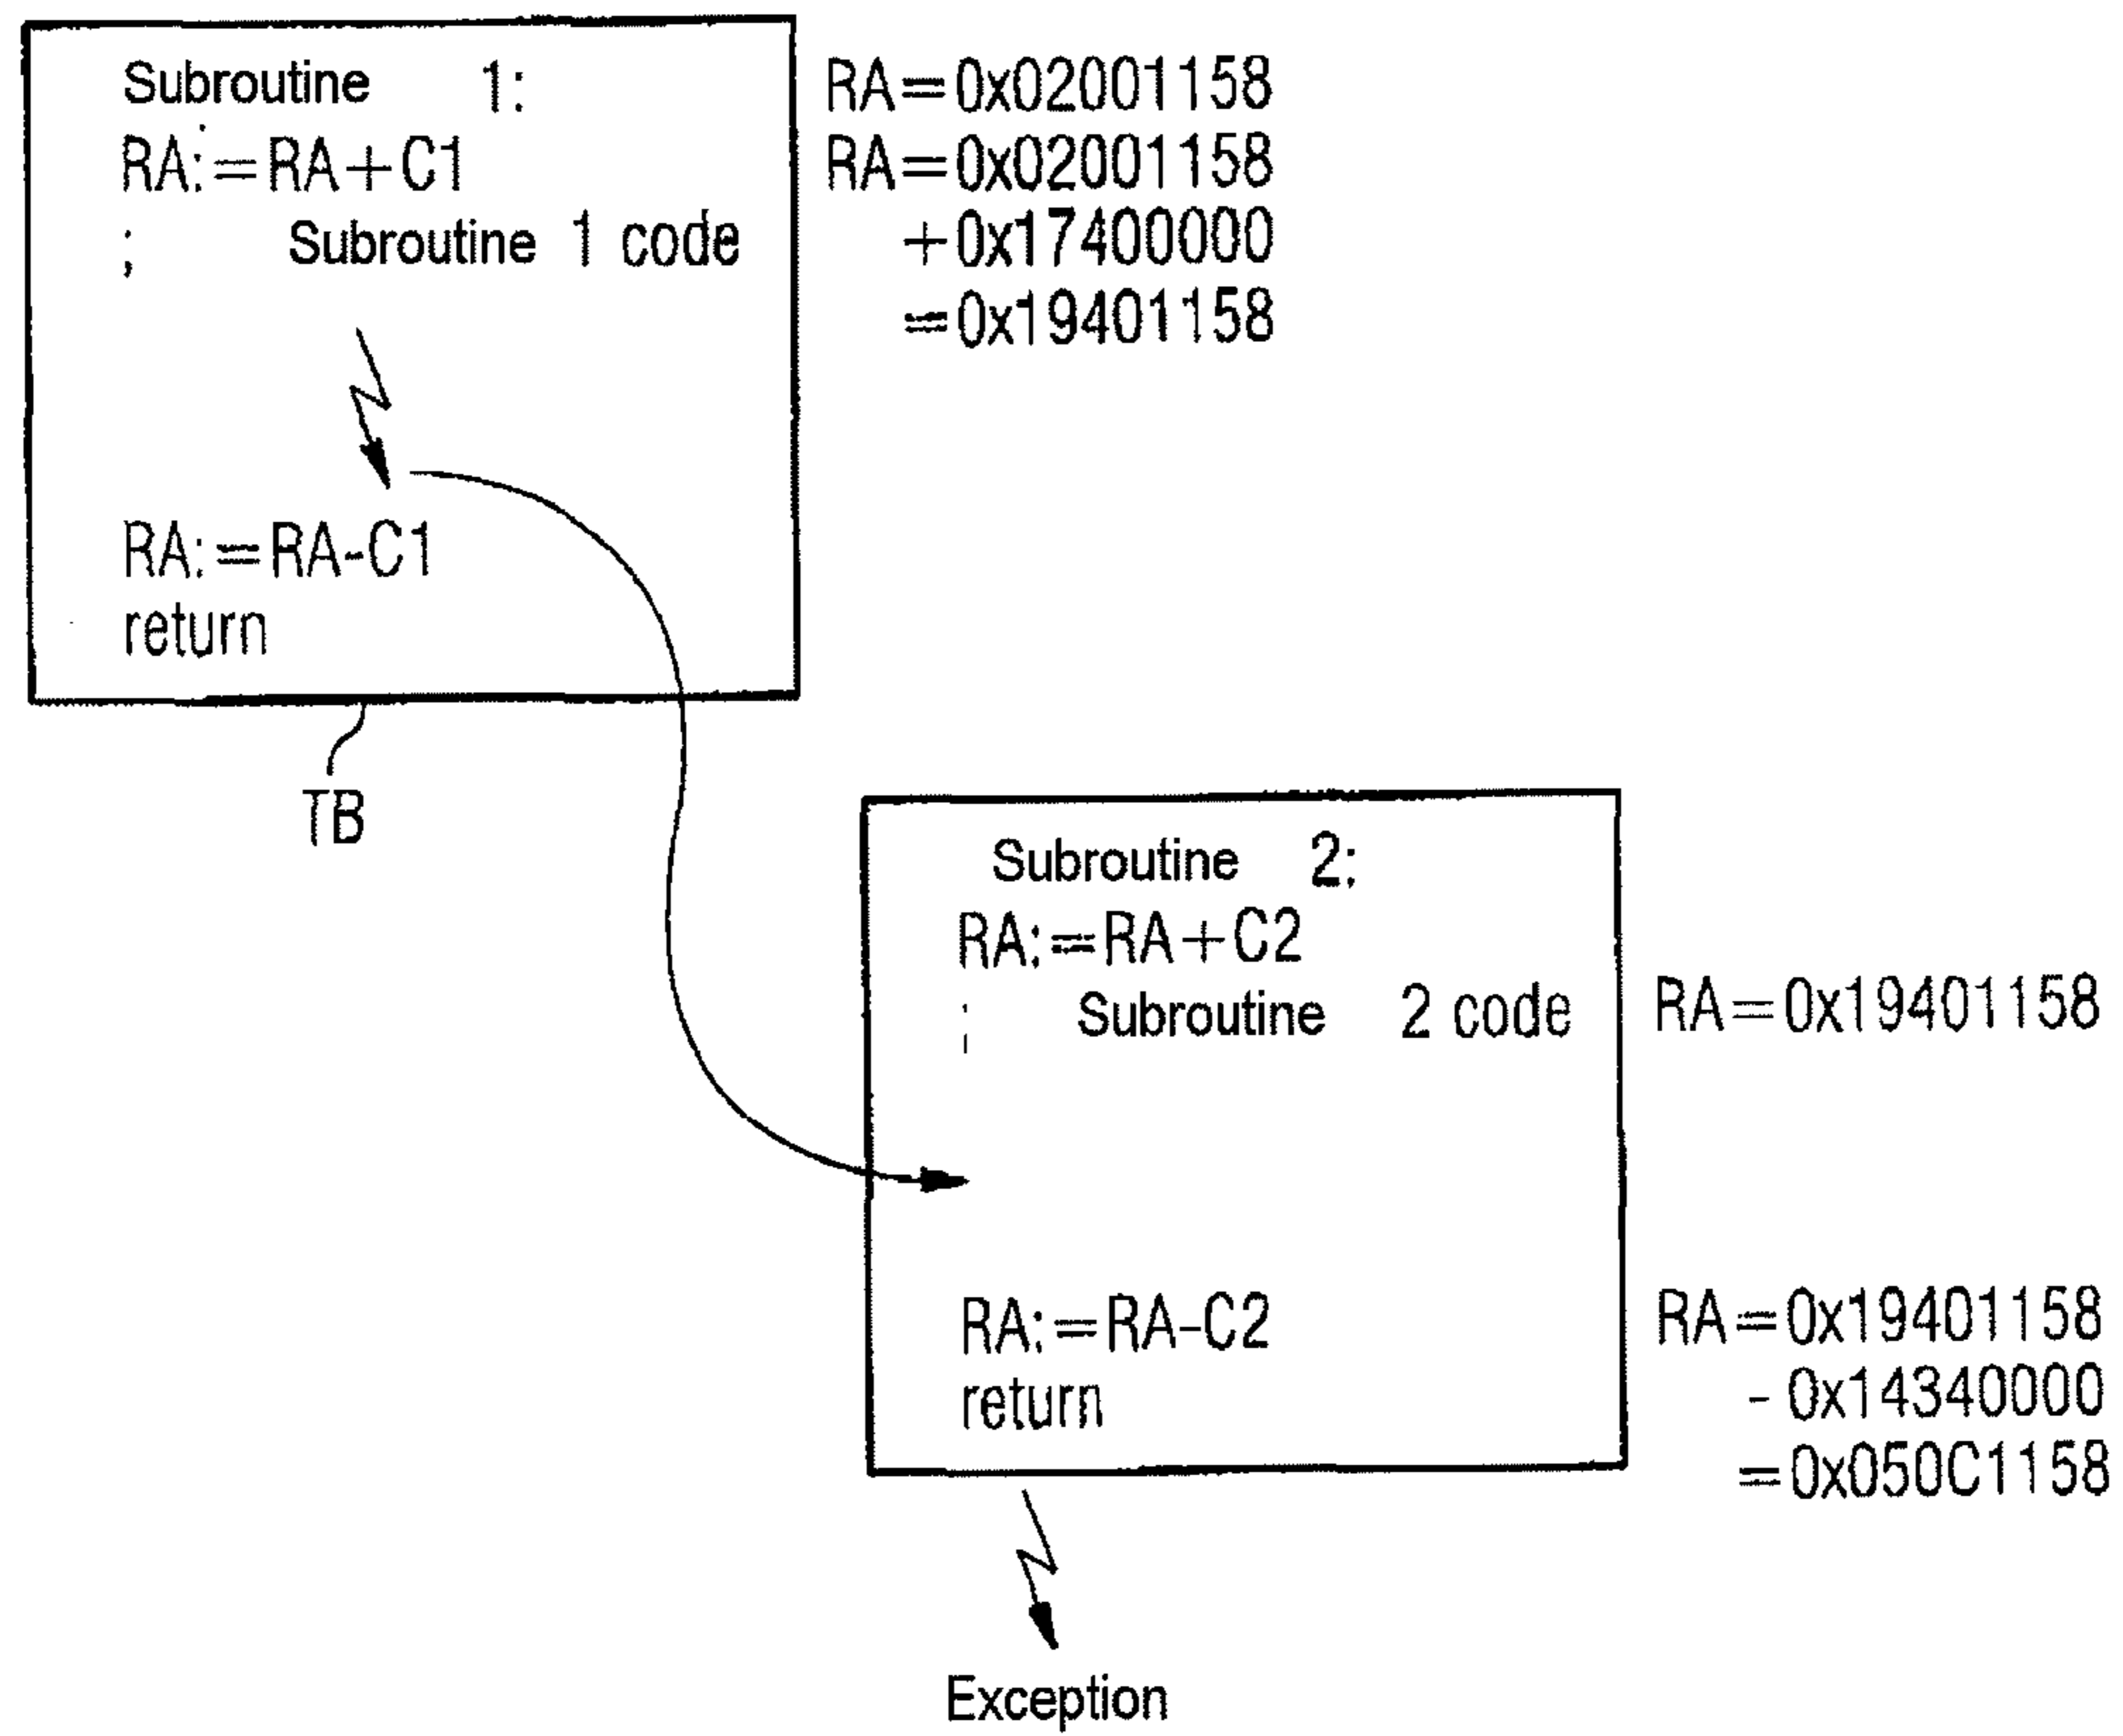 Subroutine 1:
RA:=RA+C1
; Subroutine 1 code
RA:=RA-C1
return
RA=0x02001158
RA=0x02001158
+0x17400000
=0x19401158
TB
Subroutine 2:
RA:=RA+C2
; Subroutine 2 code
RA:=RA-C2
return
RA=0x19401158
RA=0x19401158
-0x14340000
=0x050C1158
Exception